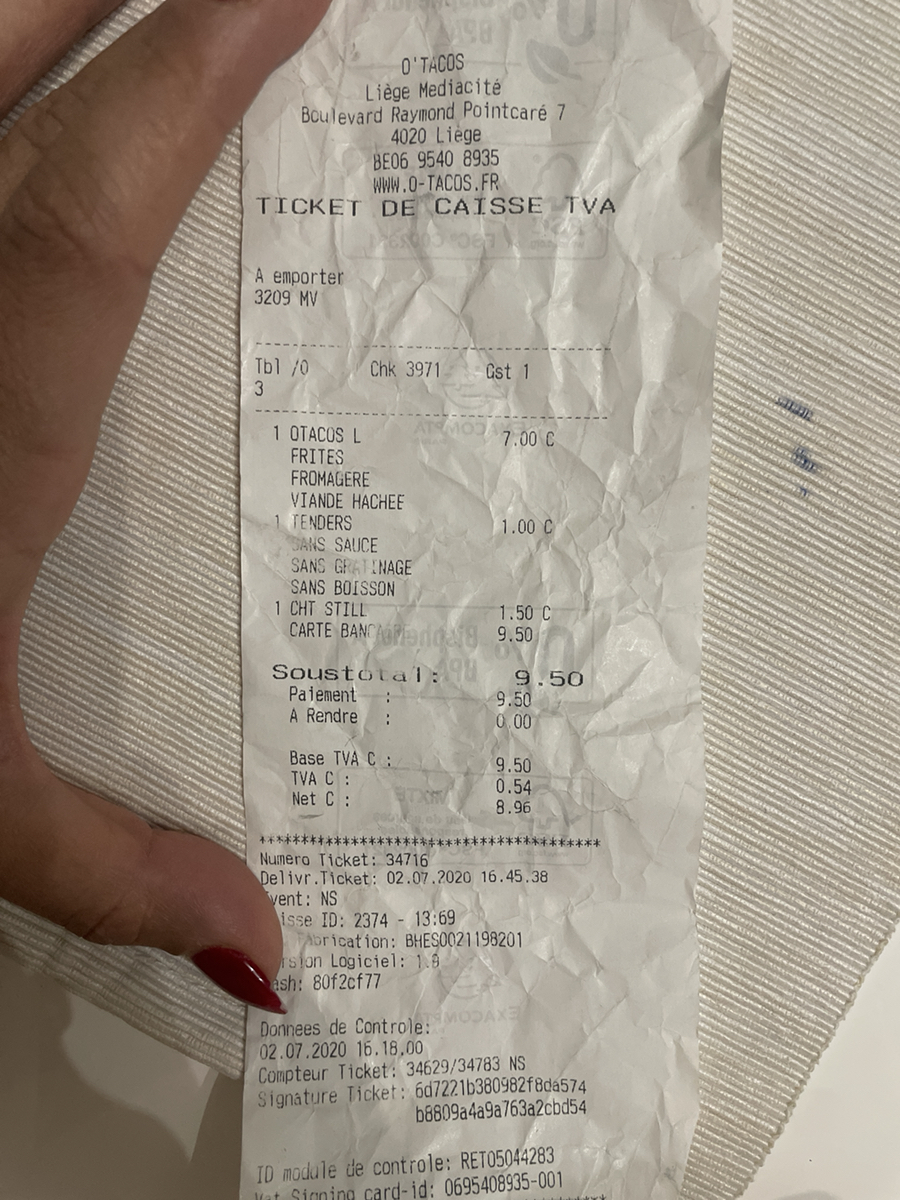 O'TACOS
Liège Mediacité
Boulevard Raymond Pointcaré 7
4020 Liège
BE06 9540 8935
WWW.O-TACOS.FR
TICKET DE CAISSE TVA
A emporter
3209 MV
Tbl /0 Chk 3971 Gst 1
3
1 OTACOS L 7.00 C
FRITES
FROMAGERE
VIANDE HACHEE
1 TENDERS 1.00 C
SANS SAUCE
SANS GRATINAGE
SANS BOISSON
1 CHT STILL 1.50 C
CARTE BANCAIRE 9.50
Soustotal: 9.50
Paiement : 9.50
A Rendre : 0.00
Base TVA C : 9.50
TVA C : 0.54
Net C : 8.96
****************************************
Numero Ticket: 34716
Delivr.Ticket: 02.07.2020 16.45.38
vent: NS
isse ID: 2374 - 13:69
abrication: BHES0021198201
rsion Logiciel: 1.8
ash: 80f2cf77
Donnees de Controle:
02.07.2020 16.18.00
Compteur Ticket: 34629/34783 NS
Signature Ticket: 6d7221b380982f8da574
b8809a4a9a763a2cbd54
ID module de controle: RET05044283
Vat Signing card-id: 0695408935-001